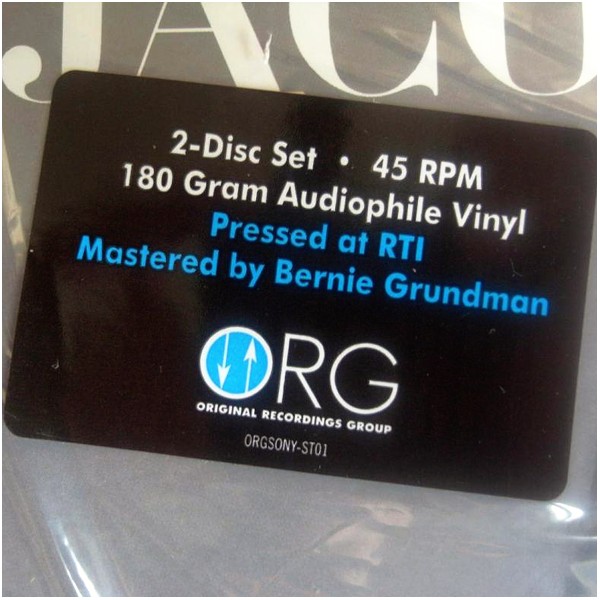 JACO
2-Disc Set • 45 RPM
180 Gram Audiophile Vinyl
Pressed at RTI
Mastered by Bernie Grundman
ORG
ORIGINAL RECORDINGS GROUP
ORGSONY-ST01